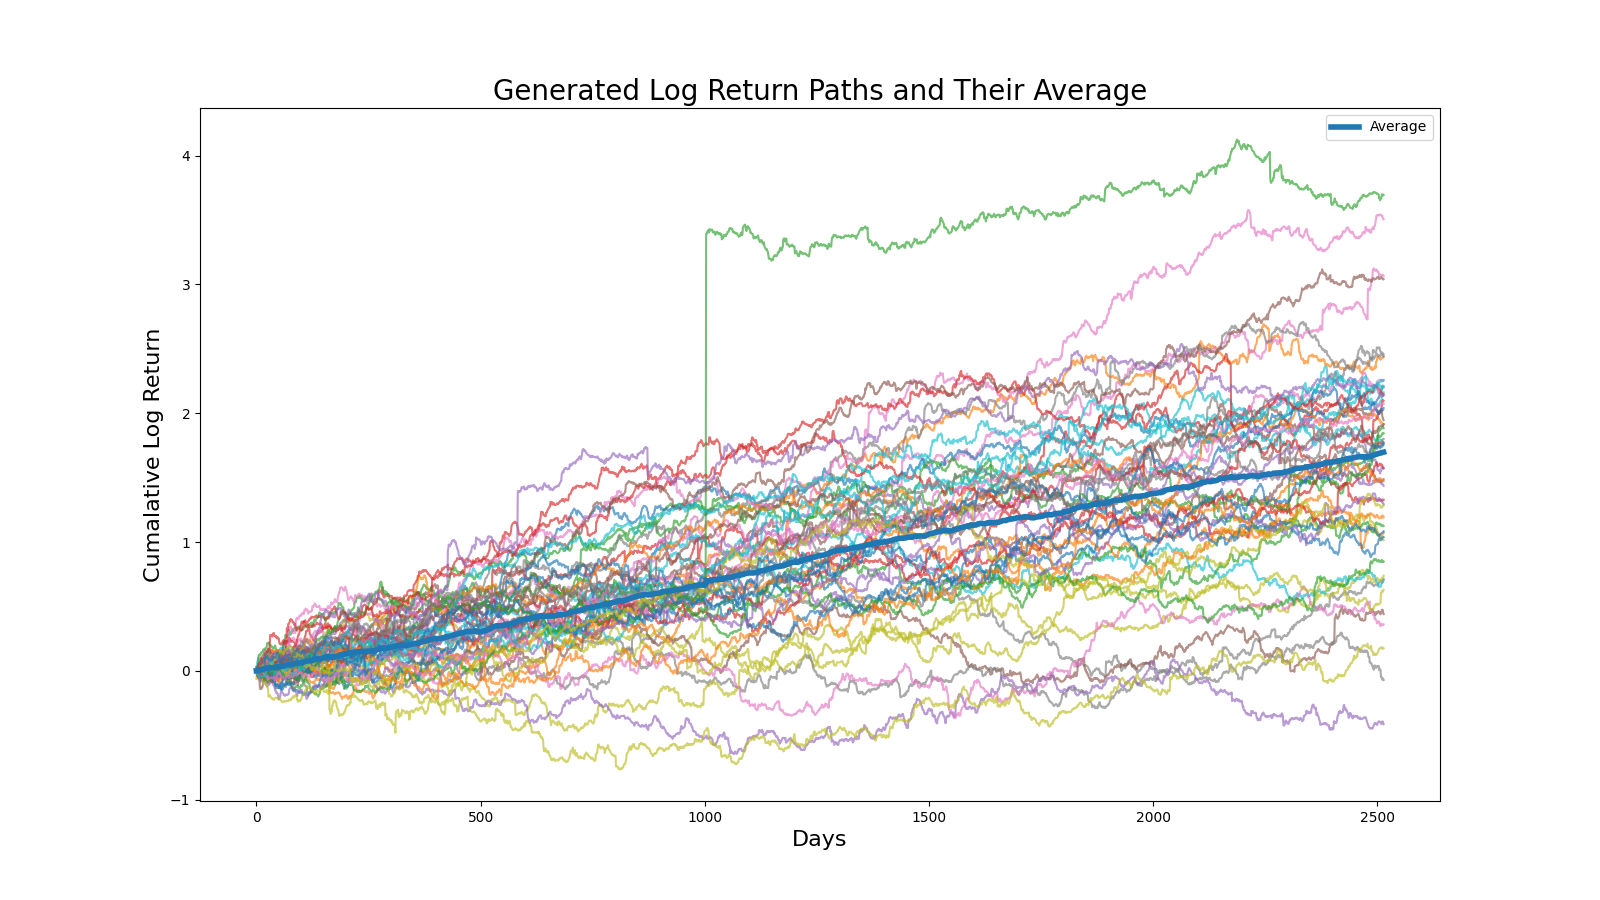 Generated Log Return Paths and Their Average
Average
Cumalative Log Return
4
3
2
1
0
−1
0 500 1000 1500 2000 2500
Days